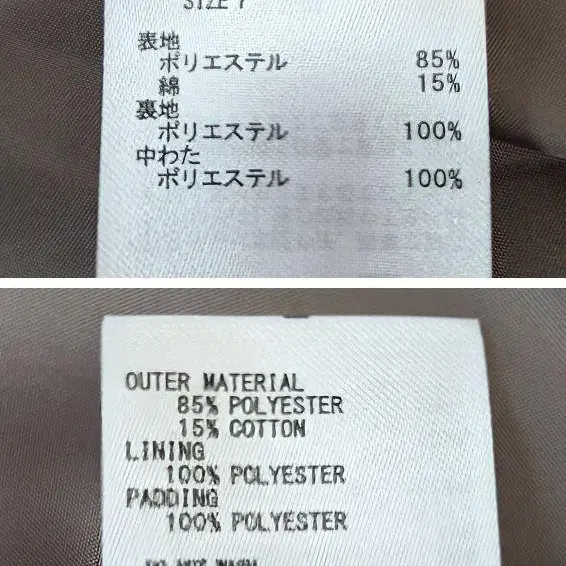 表地
ポリエステル 85%
綿 15%
裏地
ポリエステル 100%
中わた
ポリエステル 100%
OUTER MATERIAL
85% POLYESTER
15% COTTON
LINING
100% POLYESTER
PADDING
100% POLYESTER